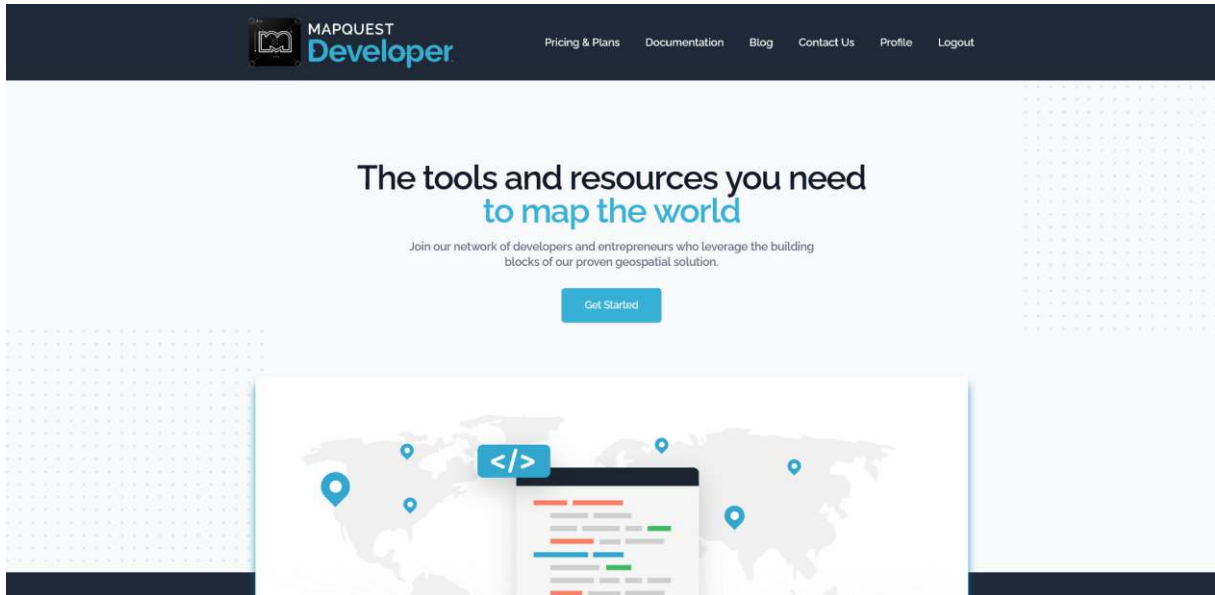 MAPQUEST
Developer
Pricing & Plans Documentation Blog Contact Us Profile Logout
The tools and resources you need
to map the world
Join our network of developers and entrepreneurs who leverage the building
blocks of our proven geospatial solution.
Get Started
</>